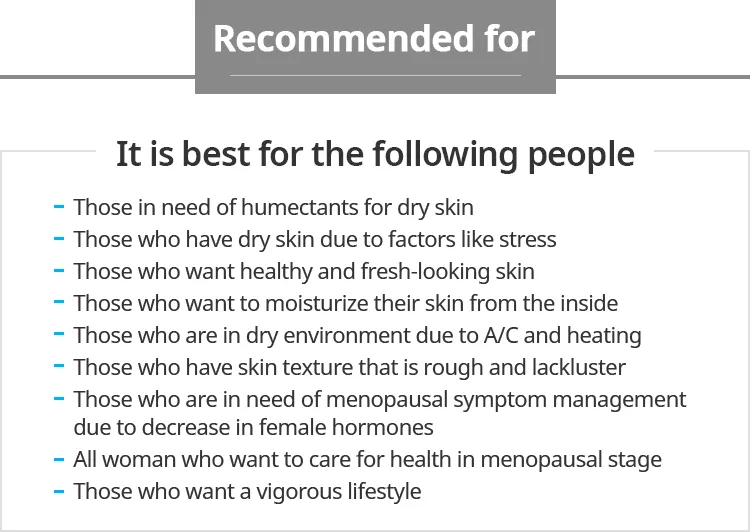 Recommended for
It is best for the following people
- Those in need of humectants for dry skin
- Those who have dry skin due to factors like stress
- Those who want healthy and fresh-looking skin
- Those who want to moisturize their skin from the inside
- Those who are in dry environment due to A/C and heating
- Those who have skin texture that is rough and lackluster
- Those who are in need of menopausal symptom management
due to decrease in female hormones
- All woman who want to care for health in menopausal stage
- Those who want a vigorous lifestyle